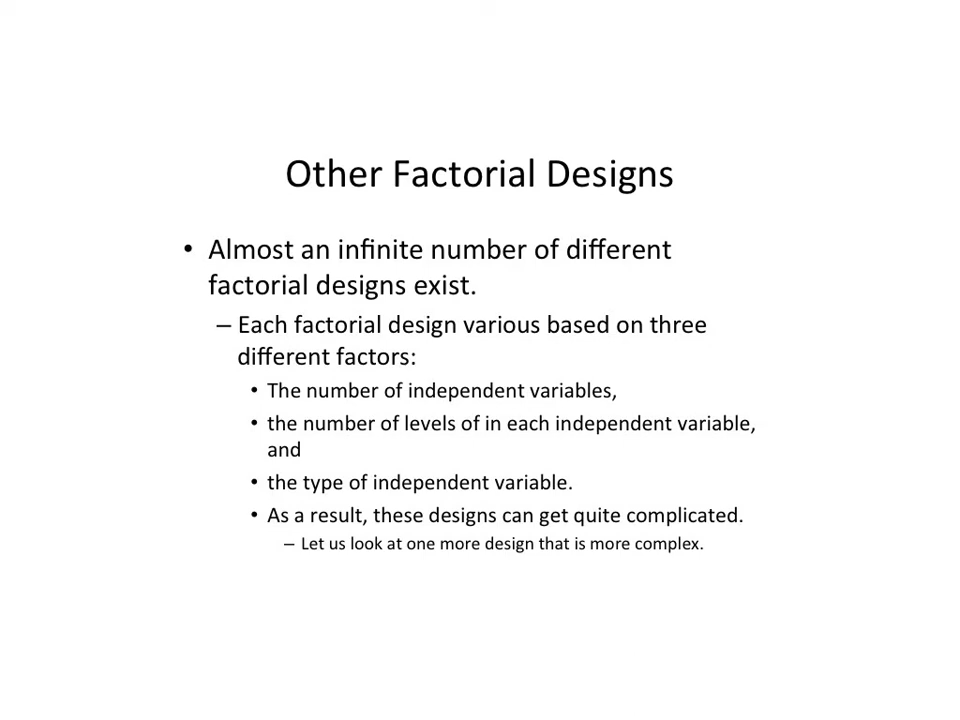 Other Factorial Designs
• Almost an infinite number of different
factorial designs exist.
– Each factorial design various based on three
different factors:
• The number of independent variables,
• the number of levels of in each independent variable,
and
• the type of independent variable.
• As a result, these designs can get quite complicated.
– Let us look at one more design that is more complex.